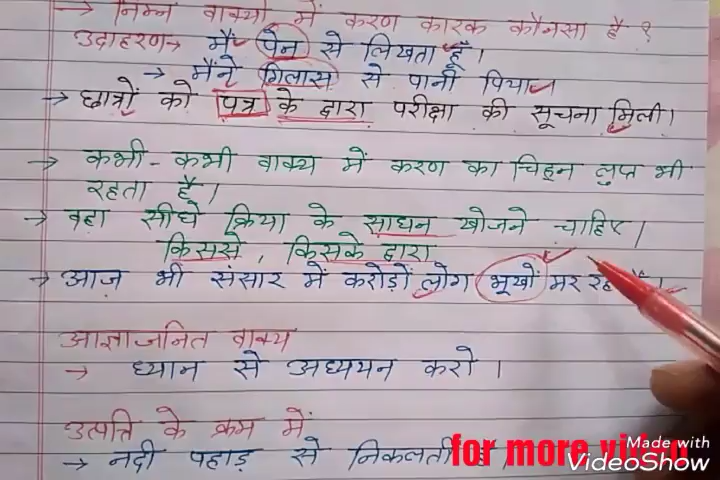 → निम्न वाक्यों में करण कारक कौनसा है ?
उदाहरण→ मैं पेन से लिखता हूँ।
→ मैंने गिलास से पानी पिया।
→ छात्रों को पत्र के द्वारा परीक्षा की सूचना मिली।
→ कभी-कभी वाक्य में करण का चिह्न लुप्त भी
रहता है।
→ वहा सीधे क्रिया के साधन खोजने चाहिए।
किससे, किसके द्वारा
→ आज भी संसार में करोड़ों लोग भूखों मर रहे हैं।
आज्ञाजनित वाक्य
→ ध्यान से अध्ययन करो।
उत्पति के क्रम में
→ नदी पहाड़ से निकलती है।
for more video
Made with
VideoShow